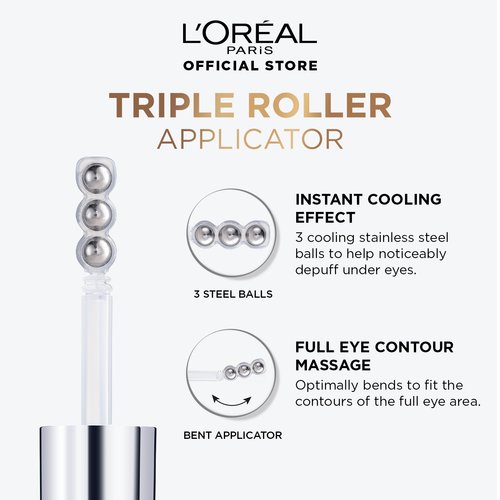 L'ORÉAL
PARiS
OFFICIAL STORE
TRIPLE ROLLER
APPLICATOR
INSTANT COOLING
EFFECT
3 cooling stainless steel
balls to help noticeably
depuff under eyes.
3 STEEL BALLS
FULL EYE CONTOUR
MASSAGE
Optimally bends to fit the
contours of the full eye area.
BENT APPLICATOR